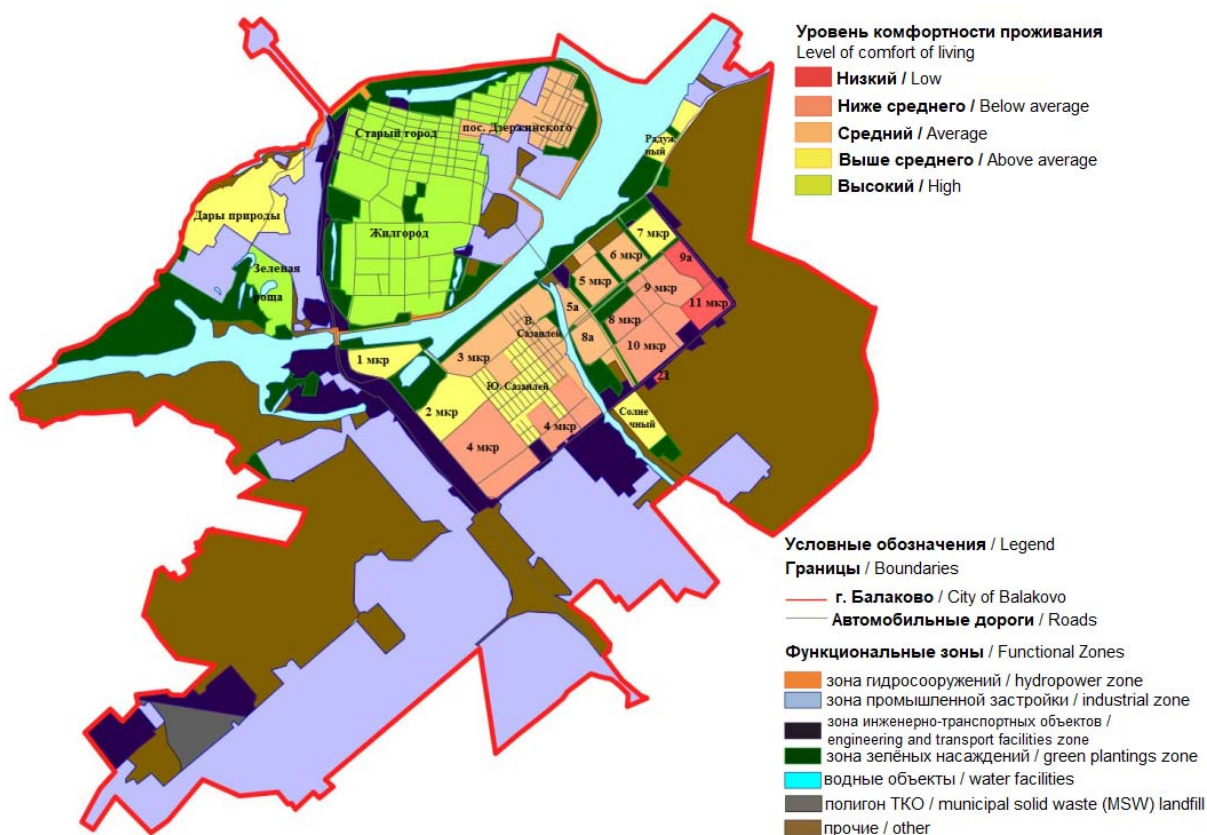 Уровень комфортности проживания
Level of comfort of living
Низкий / Low
Ниже среднего / Below average
Средний / Average
Выше среднего / Above average
Высокий / High
Старый город
пос. Дзержинского
Радуж.
ный
Дары природы
Жилгород
Зеленая
роща
7 мкр
6 мкр
9а
5 мкр
9 мкр
5а
11 мкр
8 мкр
В.
Сазанлей
8а
10 мкр
1 мкр
3 мкр
21
Ю. Сазанлей
2 мкр
Солне
чный
4 мкр
4 мкр
Условные обозначения / Legend
Границы / Boundaries
г. Балаково / City of Balakovo
Автомобильные дороги / Roads
Функциональные зоны / Functional Zones
зона гидросооружений / hydropower zone
зона промышленной застройки / industrial zone
зона инженерно-транспортных объектов /
engineering and transport facilities zone
зона зелёных насаждений / green plantings zone
водные объекты / water facilities
полигон ТКО / municipal solid waste (MSW) landfill
прочие / other